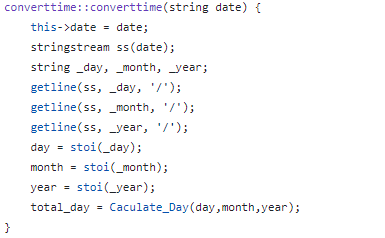 converttime::converttime(string date) {
this->date = date;
stringstream ss(date);
string _day, _month, _year;
getline(ss, _day, '/');
getline(ss, _month, '/');
getline(ss, _year, '/');
day = stoi(_day);
month = stoi(_month);
year = stoi(_year);
total_day = Caculate_Day(day,month,year);
}